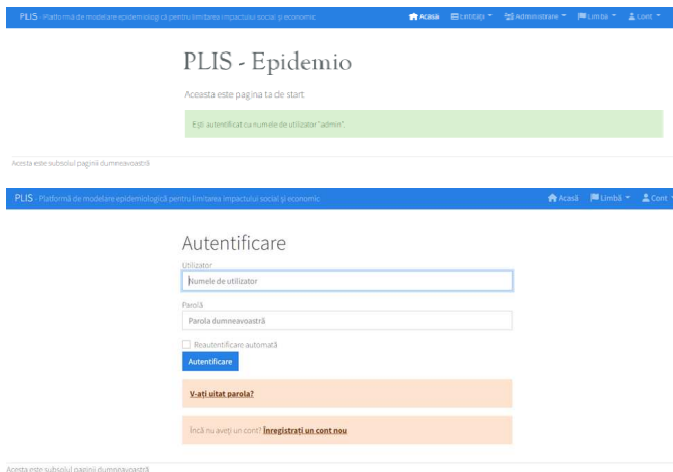 PLIS - Platformă de modelare epidemiologică pentru limitarea impactului social și economic Acasă Entități Administrare Limbă Cont
PLIS - Epidemio
Aceasta este pagina ta de start
Ești autentificat cu numele de utilizator "admin".
Acesta este subsolul paginii dumneavoastră
PLIS - Platformă de modelare epidemiologică pentru limitarea impactului social și economic Acasă Limbă Cont
Autentificare
Utilizator
Numele de utilizator
Parolă
Parola dumneavoastră
Reautentificare automată
Autentificare
V-ați uitat parola?
Încă nu aveți un cont? Înregistrați un cont nou
Acesta este subsolul paginii dumneavoastră